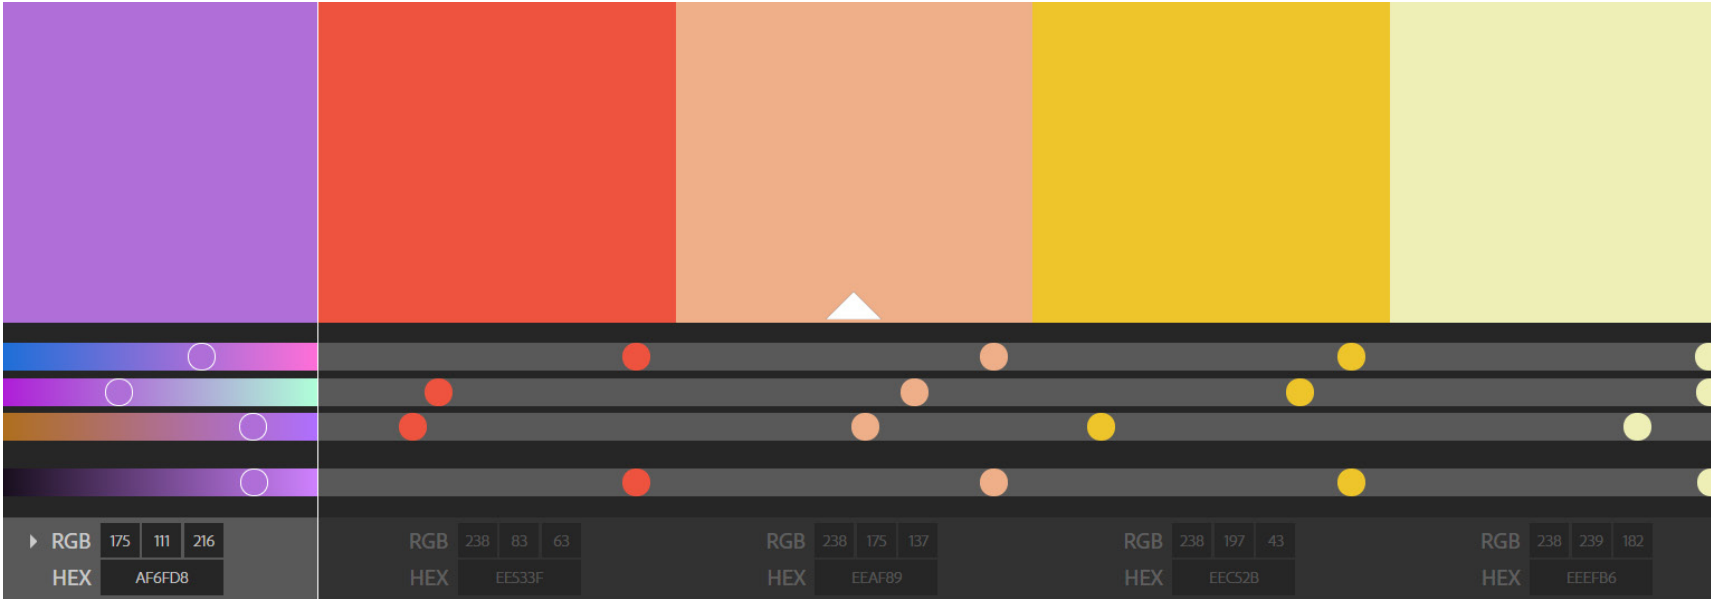 RGB 175 111 216 RGB 238 83 63 RGB 238 175 137 RGB 238 197 43 RGB 238 239 182
HEX AF6FD8 HEX EE533F HEX EEAF89 HEX EEC52B HEX EEEFB6